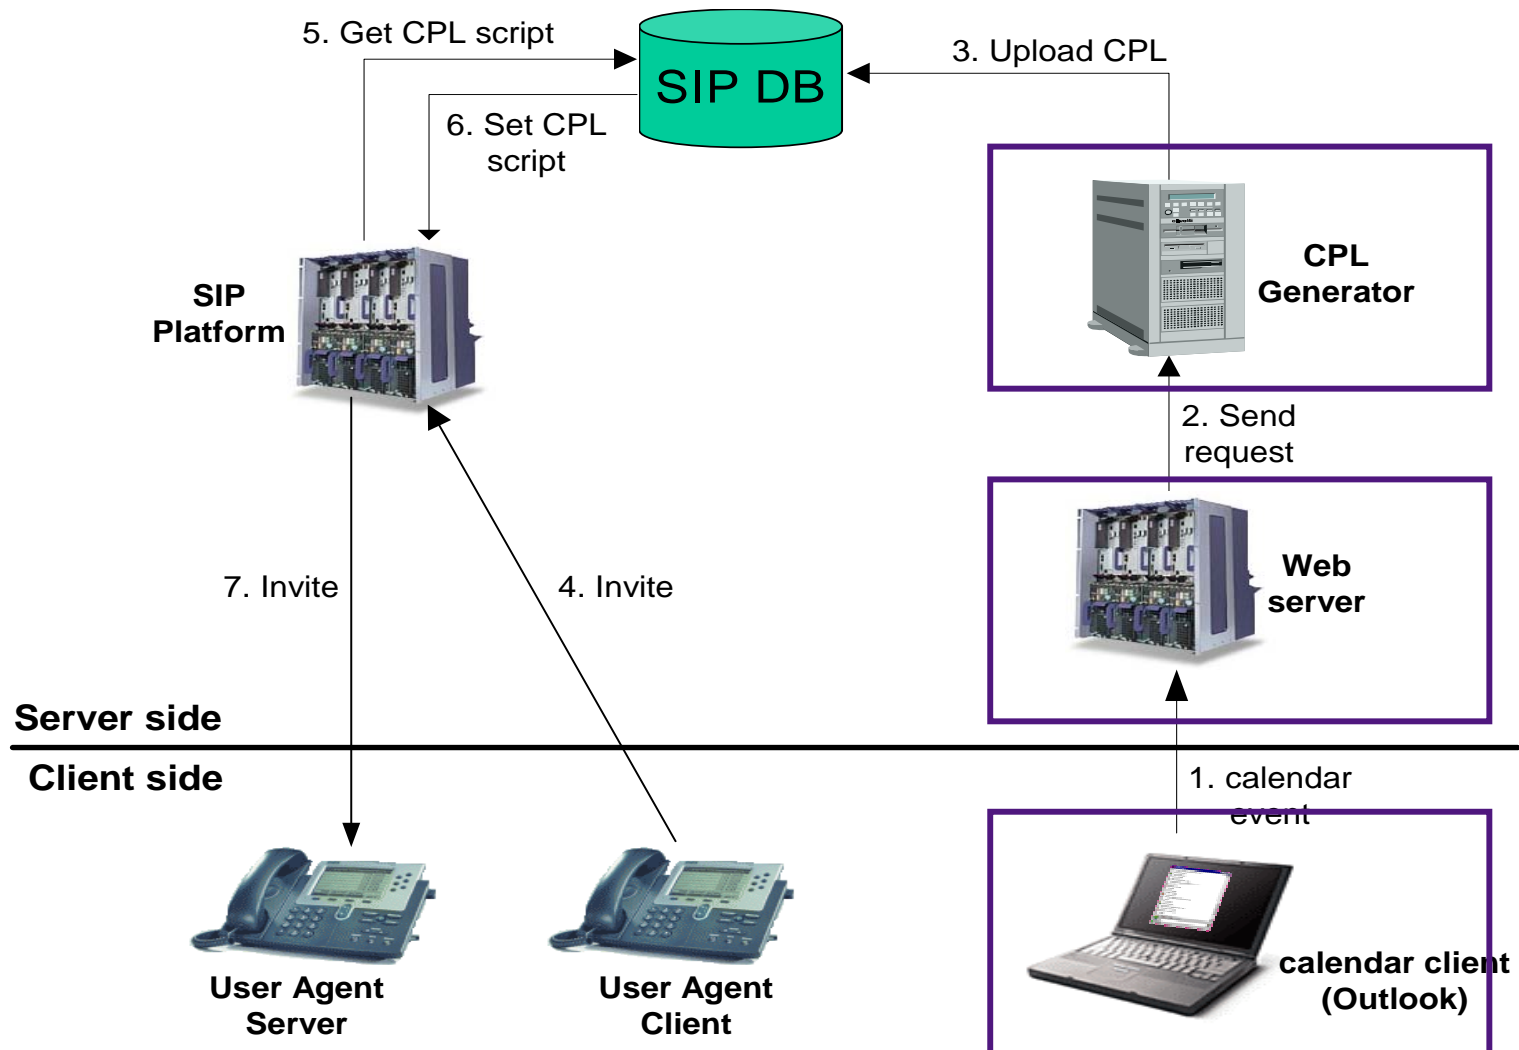 5. Get CPL script
SIP DB
3. Upload CPL
6. Set CPL
script
CPL
Generator
SIP
Platform
2. Send
request
Web
server
7. Invite
4. Invite
Server side
Client side
1. calendar
event
calendar client
(Outlook)
User Agent
Server
User Agent
Client